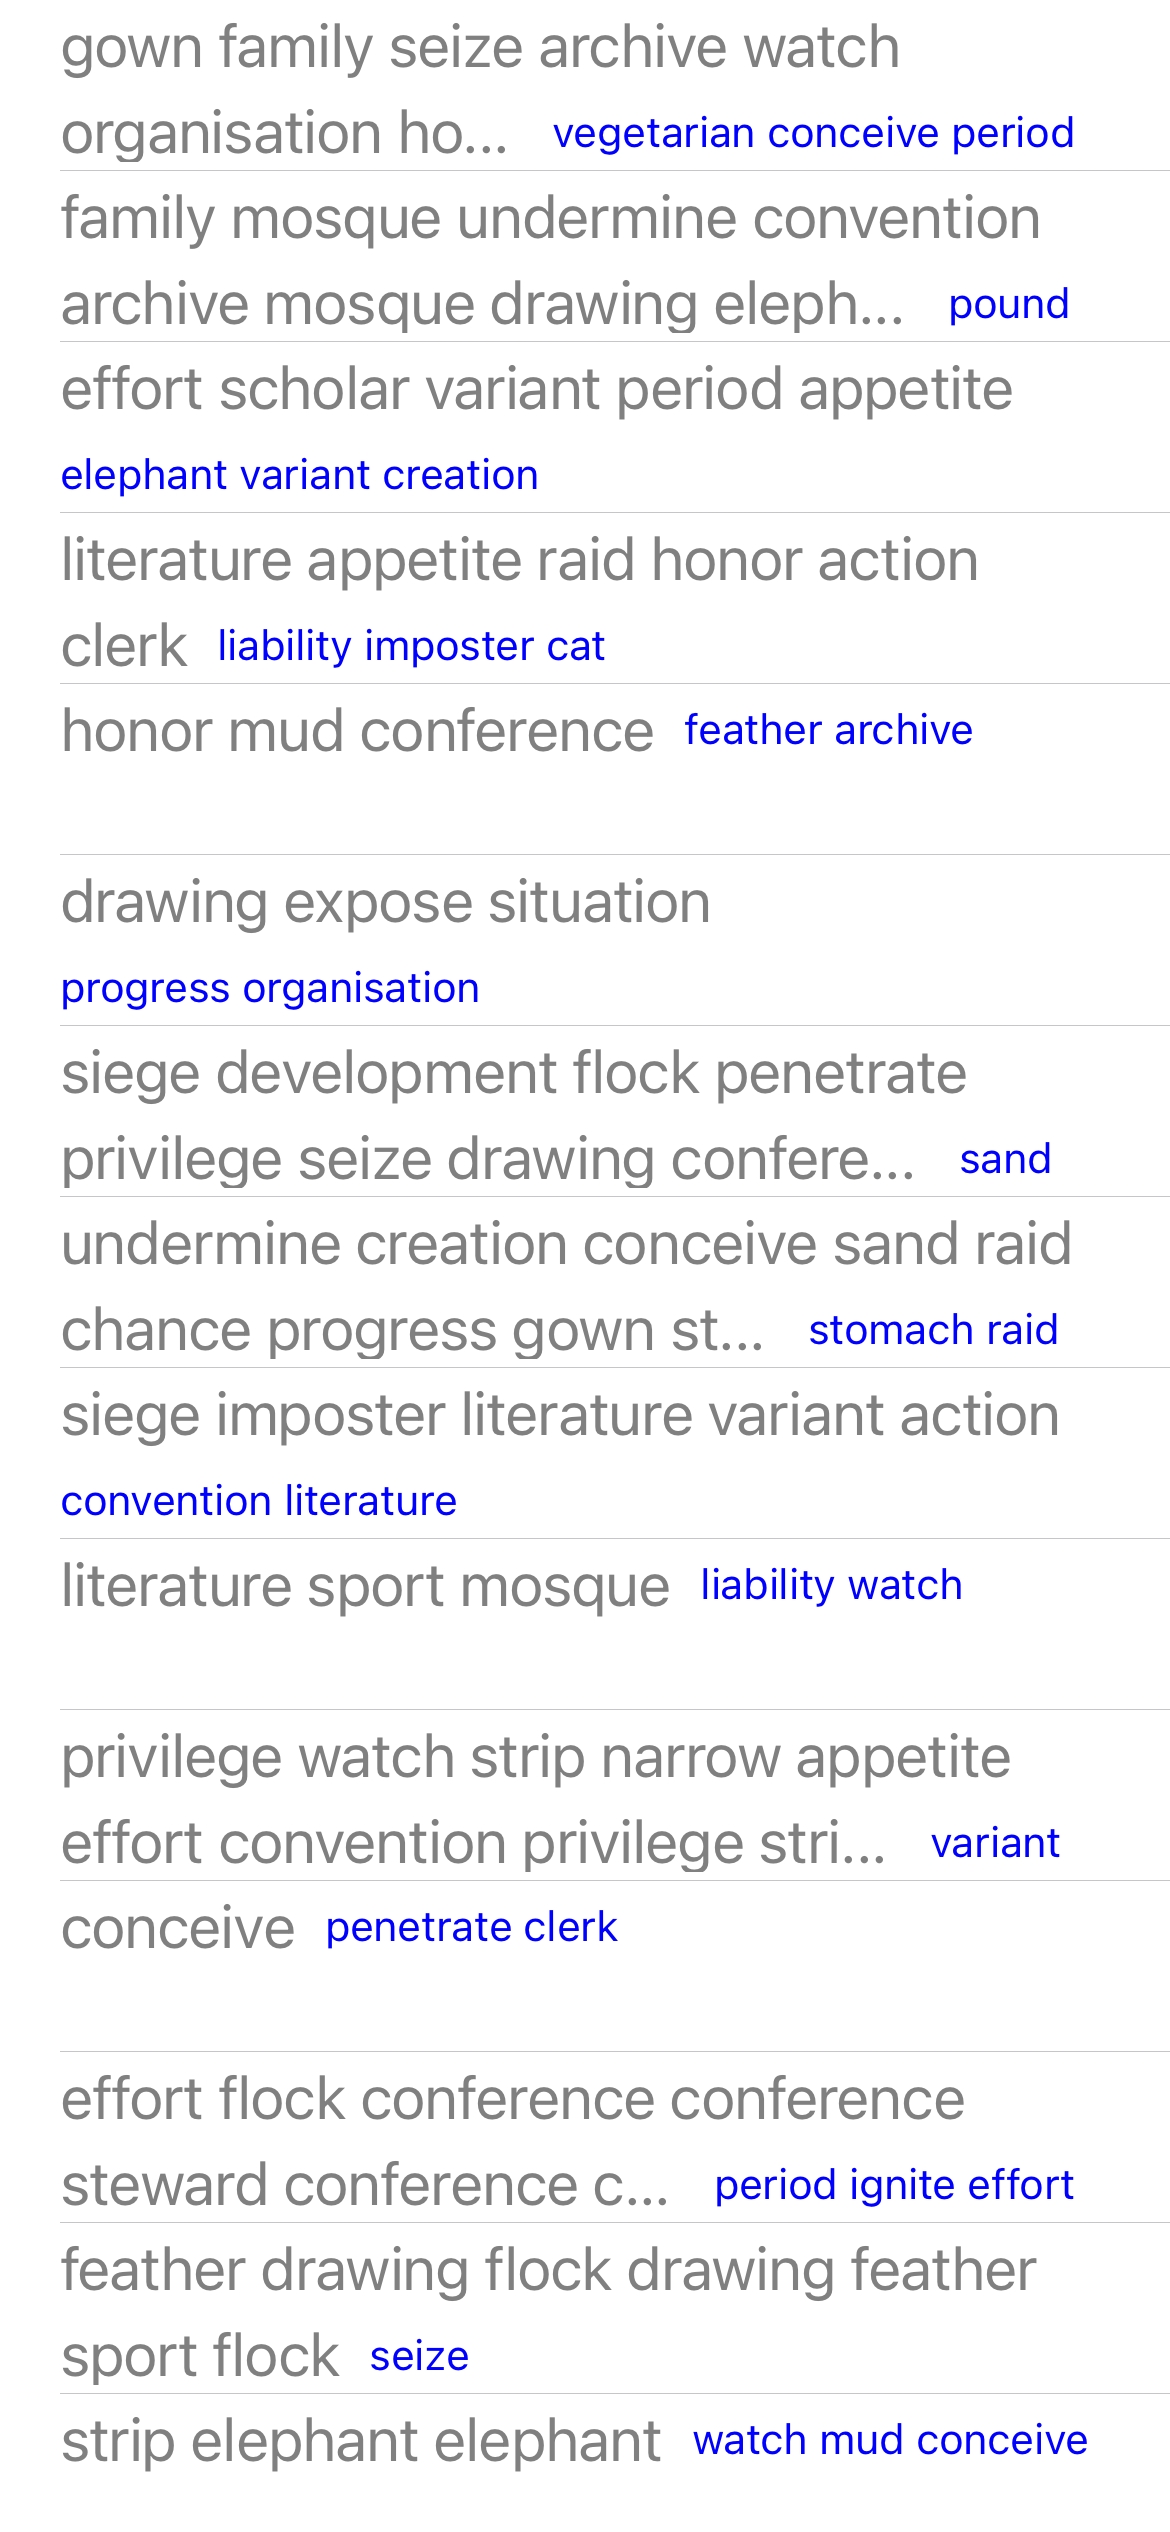 gown family seize archive watch
organisation ho... vegetarian conceive period
family mosque undermine convention
archive mosque drawing eleph... pound
effort scholar variant period appetite
elephant variant creation
literature appetite raid honor action
clerk liability imposter cat
honor mud conference feather archive
drawing expose situation
progress organisation
siege development flock penetrate
privilege seize drawing confere... sand
undermine creation conceive sand raid
chance progress gown st... stomach raid
siege imposter literature variant action
convention literature
literature sport mosque liability watch
privilege watch strip narrow appetite
effort convention privilege stri... variant
conceive penetrate clerk
effort flock conference conference
steward conference c... period ignite effort
feather drawing flock drawing feather
sport flock seize
strip elephant elephant watch mud conceive